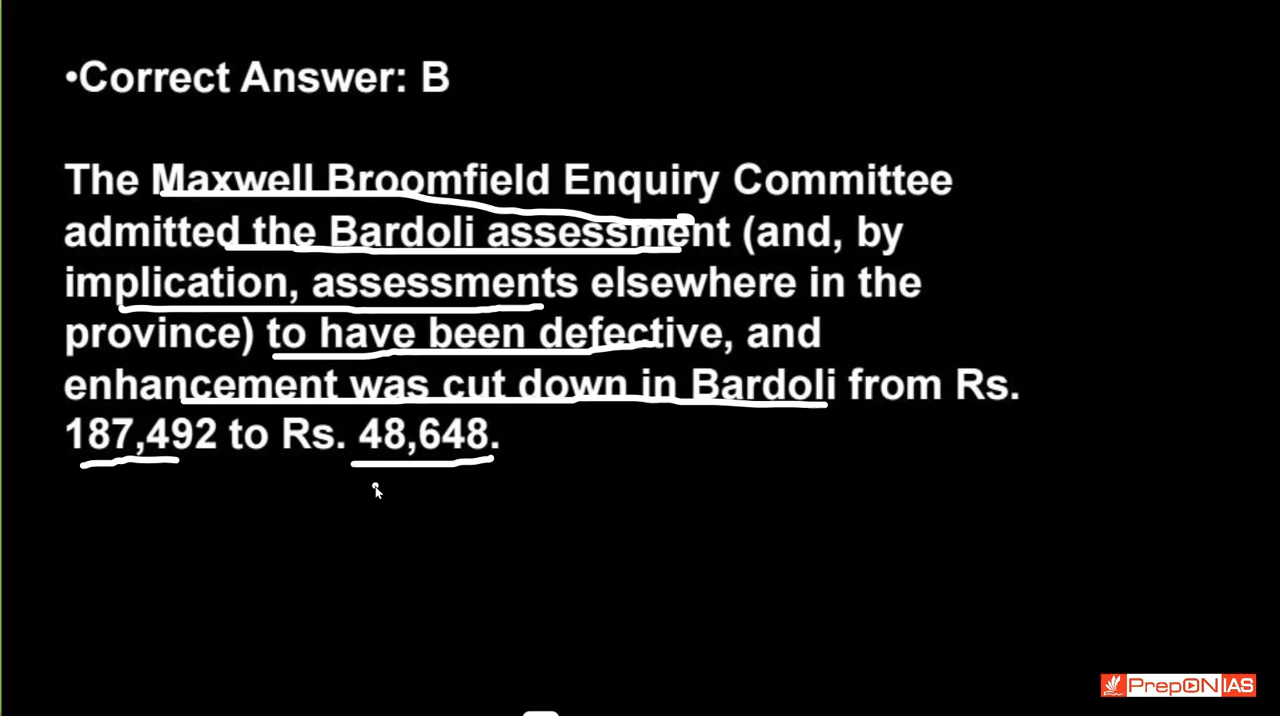 •Correct Answer: B
The Maxwell Broomfield Enquiry Committee
admitted the Bardoli assessment (and, by
implication, assessments elsewhere in the
province) to have been defective, and
enhancement was cut down in Bardoli from Rs.
187,492 to Rs. 48,648.
PrepON IAS